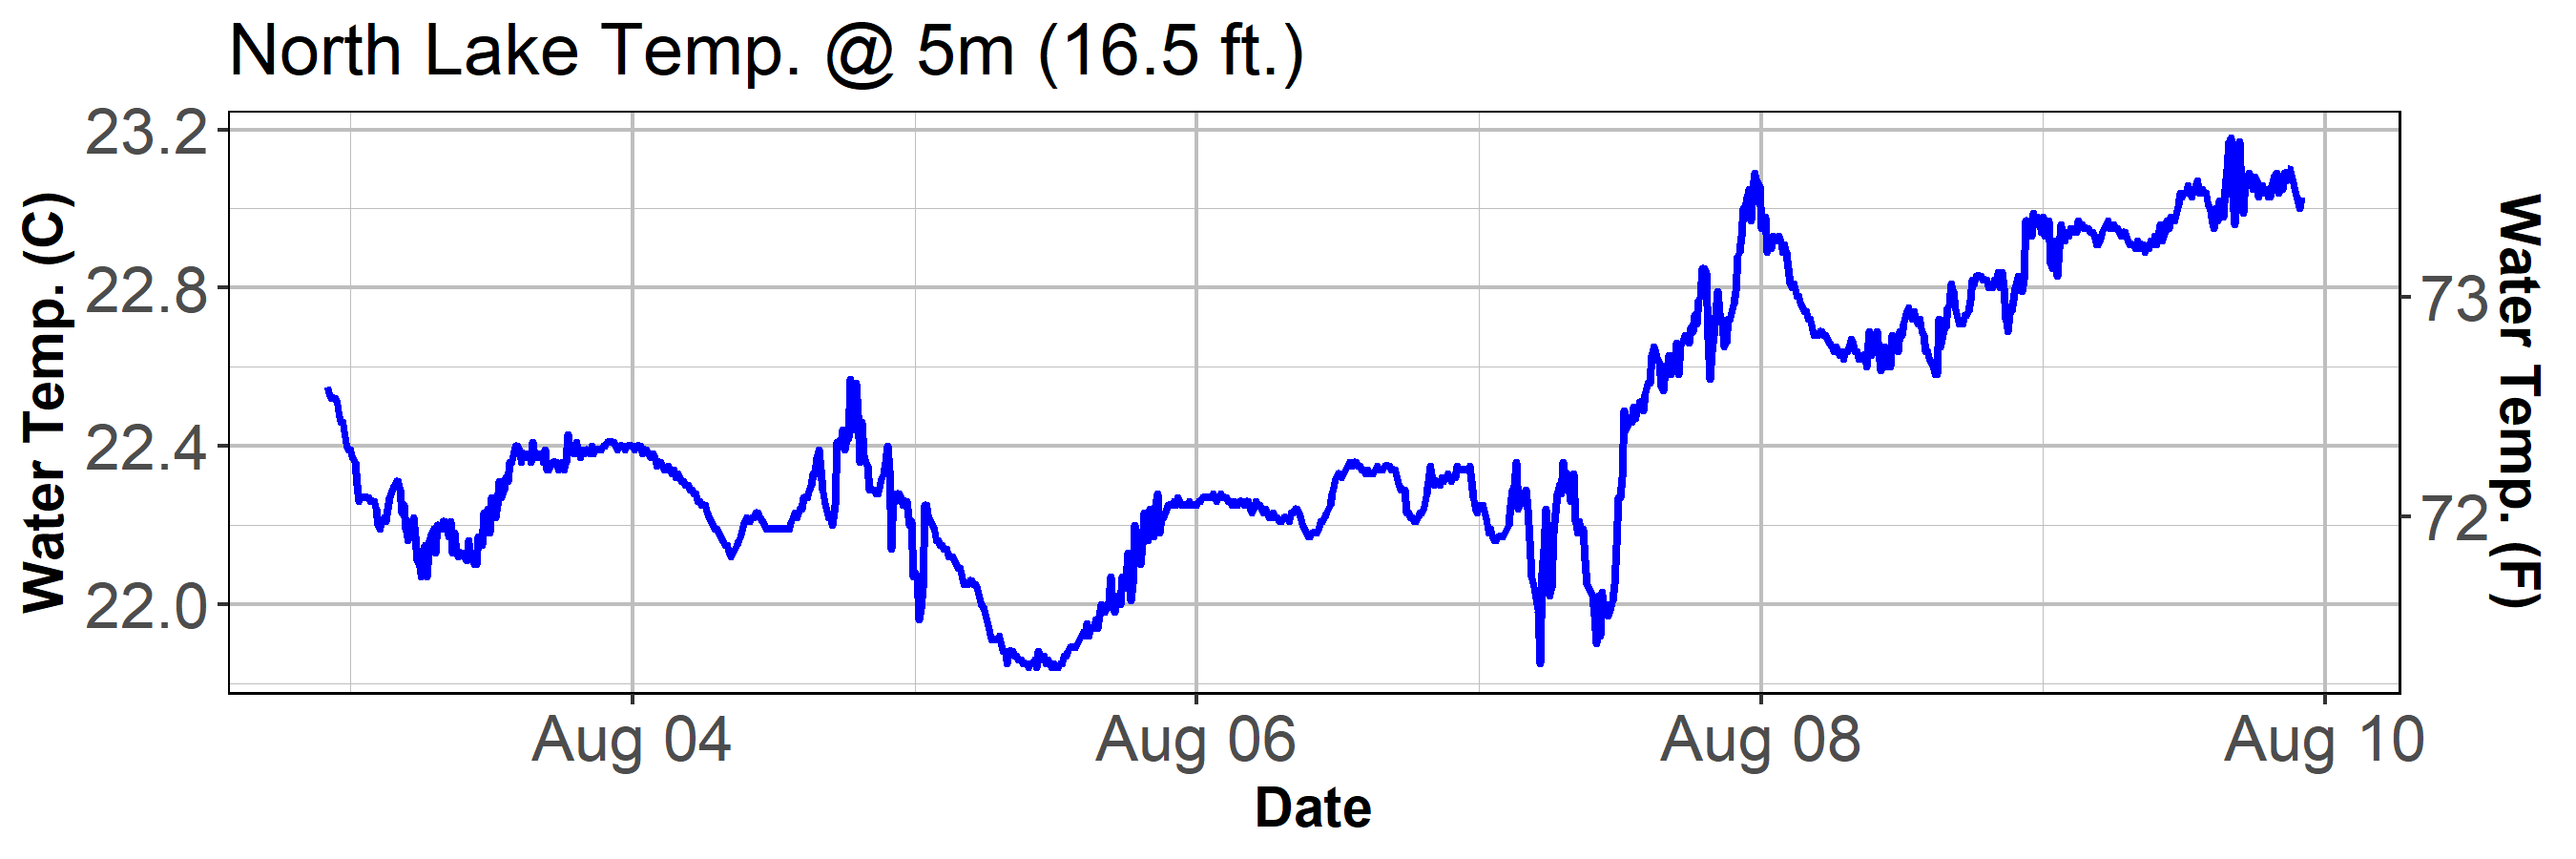 North Lake Temp. @ 5m (16.5 ft.)
Water Temp. (C)
23.2
22.8
22.4
22.0
73
72
Water Temp. (F)
Aug 04 Aug 06 Aug 08 Aug 10
Date